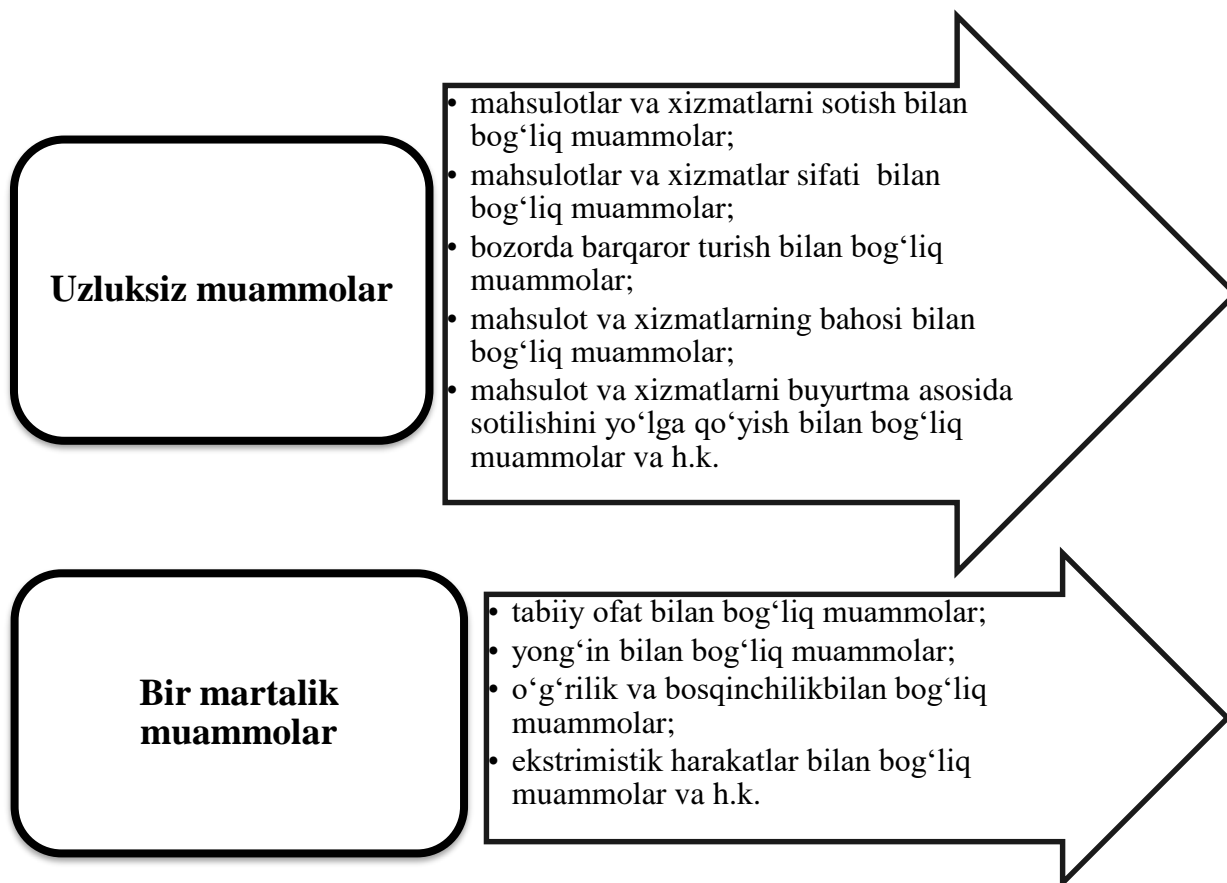 Uzluksiz muammolar
• mahsulotlar va xizmatlarni sotish bilan
bog‘liq muammolar;
• mahsulotlar va xizmatlar sifati  bilan
bog‘liq muammolar;
• bozorda barqaror turish bilan bog‘liq
muammolar;
• mahsulot va xizmatlarning bahosi bilan
bog‘liq muammolar;
• mahsulot va xizmatlarni buyurtma asosida
sotilishini yo‘lga qo‘yish bilan bog‘liq
muammolar va h.k.
Bir martalik
muammolar
• tabiiy ofat bilan bog‘liq muammolar;
• yong‘in bilan bog‘liq muammolar;
• o‘g‘rilik va bosqinchilikbilan bog‘liq
muammolar;
• ekstrimistik harakatlar bilan bog‘liq
muammolar va h.k.